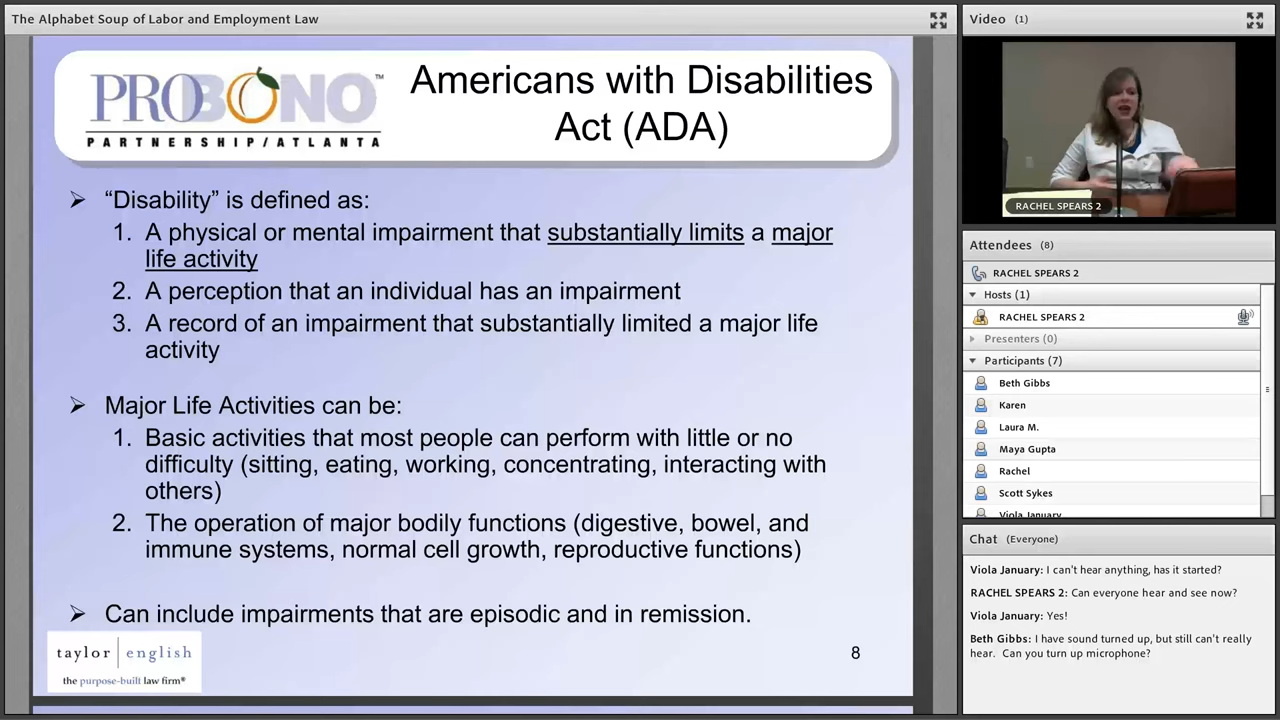 The Alphabet Soup of Labor and Employment Law
PROBONO™
PARTNERSHIP/ATLANTA
Americans with Disabilities
Act (ADA)
➢ “Disability” is defined as:
1. A physical or mental impairment that substantially limits a major
life activity
2. A perception that an individual has an impairment
3. A record of an impairment that substantially limited a major life
activity
➢ Major Life Activities can be:
1. Basic activities that most people can perform with little or no
difficulty (sitting, eating, working, concentrating, interacting with
others)
2. The operation of major bodily functions (digestive, bowel, and
immune systems, normal cell growth, reproductive functions)
➢ Can include impairments that are episodic and in remission.
taylor | english
the purpose-built law firm®
8
Video (1)
RACHEL SPEARS 2
Attendees (8)
RACHEL SPEARS 2
Hosts (1)
RACHEL SPEARS 2
Presenters (0)
Participants (7)
Beth Gibbs
Karen
Laura M.
Maya Gupta
Rachel
Scott Sykes
Viola January
Chat (Everyone)
Viola January: I can't hear anything, has it started?
RACHEL SPEARS 2: Can everyone hear and see now?
Viola January: Yes!
Beth Gibbs: I have sound turned up, but still can't really
hear. Can you turn up microphone?